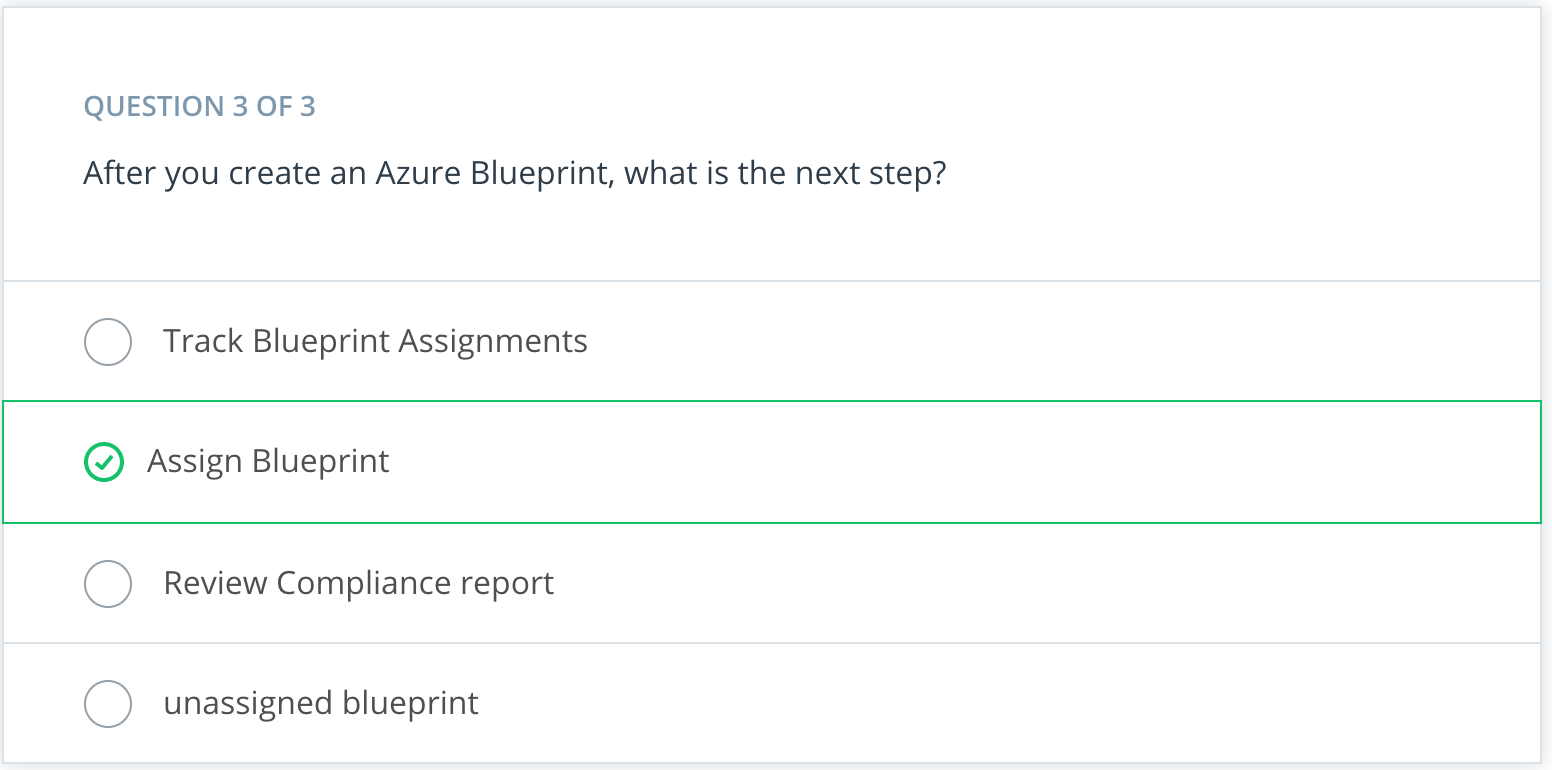 QUESTION 3 OF 3
After you create an Azure Blueprint, what is the next step?
Track Blueprint Assignments
Assign Blueprint
Review Compliance report
unassigned blueprint